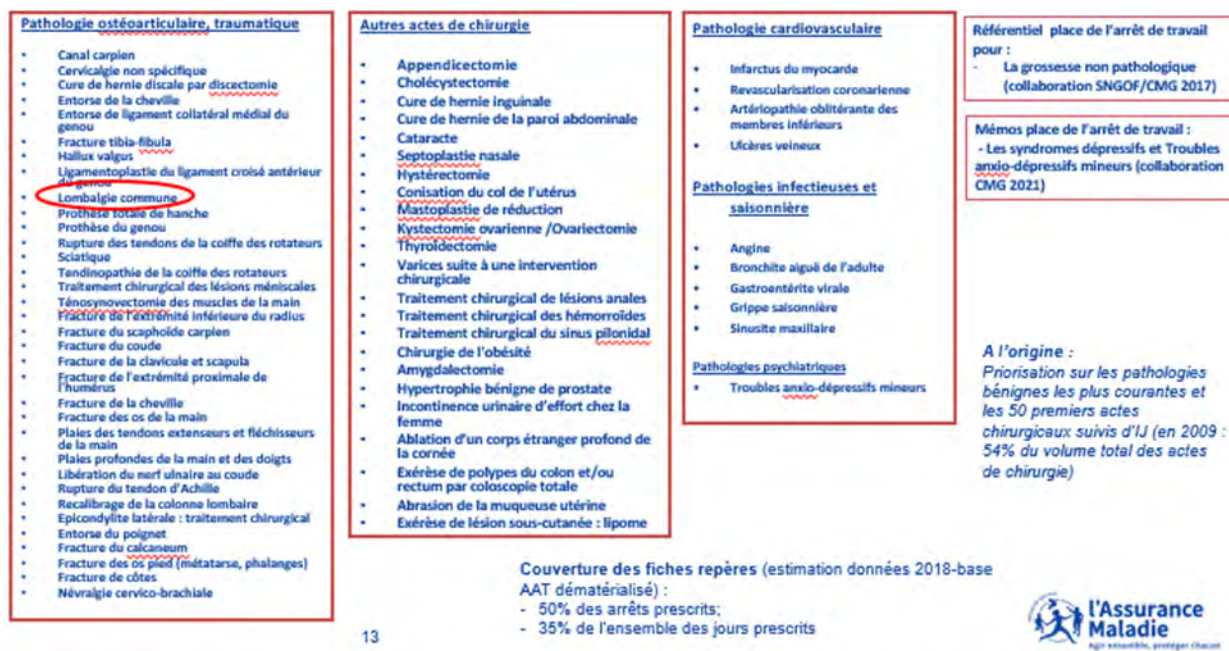 Pathologie ostéoarticulaire, traumatique
Canal carpien
Cervicalgie non spécifique
Cure de hernie discale par discectomie
Entorse de la cheville
Entorse de ligament collatéral médial du
genou
Fracture tibia-fibula
Hallux valgus
Ligamentoplastie du ligament croisé antérieur
du genou
Lombalgie commune
Prothèse totale de hanche
Prothèse du genou
Rupture des tendons de la coiffe des rotateurs
Sciatique
Tendinopathie de la coiffe des rotateurs
Traitement chirurgical des lésions méniscales
Ténosynovectomie des muscles de la main
Fracture de l'extrémité inférieure du radius
Fracture du scaphoïde carpien
Fracture du coude
Fracture de la clavicule et scapula
Fracture de l'extrémité proximale de
l'humérus
Fracture de la cheville
Fracture des os de la main
Plaies des tendons extenseurs et fléchisseurs
de la main
Plaies profondes de la main et des doigts
Libération du nerf ulnaire au coude
Rupture du tendon d'Achille
Recalibrage de la colonne lombaire
Epicondylite latérale : traitement chirurgical
Entorse du poignet
Fracture du calcaneum
Fracture des os pied (métatarse, phalanges)
Fracture de côtes
Névralgie cervico-brachiale
Autres actes de chirurgie
Appendicectomie
Cholécystectomie
Cure de hernie inguinale
Cure de hernie de la paroi abdominale
Cataracte
Septoplastie nasale
Hystérectomie
Conisation du col de l'utérus
Mastoplastie de réduction
Kystectomie ovarienne /Ovariectomie
Thyroïdectomie
Varices suite à une intervention
chirurgicale
Traitement chirurgical de lésions anales
Traitement chirurgical des hémorroïdes
Traitement chirurgical du sinus pilonidal
Chirurgie de l'obésité
Amygdalectomie
Hypertrophie bénigne de prostate
Incontinence urinaire d'effort chez la
femme
Ablation d'un corps étranger profond de
la cornée
Exérèse de polypes du colon et/ou
rectum par coloscopie totale
Abrasion de la muqueuse utérine
Exérèse de lésion sous-cutanée : lipome
Pathologie cardiovasculaire
Infarctus du myocarde
Revascularisation coronarienne
Artériopathie oblitérante des
membres inférieurs
Ulcères veineux
Pathologies infectieuses et
saisonnière
Angine
Bronchite aiguë de l'adulte
Gastroentérite virale
Grippe saisonnière
Sinusite maxillaire
Pathologies psychiatriques
Troubles anxio-dépressifs mineurs
Référentiel place de l'arrêt de travail
pour :
- La grossesse non pathologique
(collaboration SNGOF/CMG 2017)
Mémos place de l'arrêt de travail :
- Les syndromes dépressifs et Troubles
anxio-dépressifs mineurs (collaboration
CMG 2021)
A l'origine :
Priorisation sur les pathologies
bénignes les plus courantes et
les 50 premiers actes
chirurgicaux suivis d'IJ (en 2009 :
54% du volume total des actes
de chirurgie)
Couverture des fiches repères (estimation données 2018-base
AAT dématérialisé) :
- 50% des arrêts prescrits;
- 35% de l'ensemble des jours prescrits
13
l'Assurance
Maladie
Agir ensemble, protéger chacun